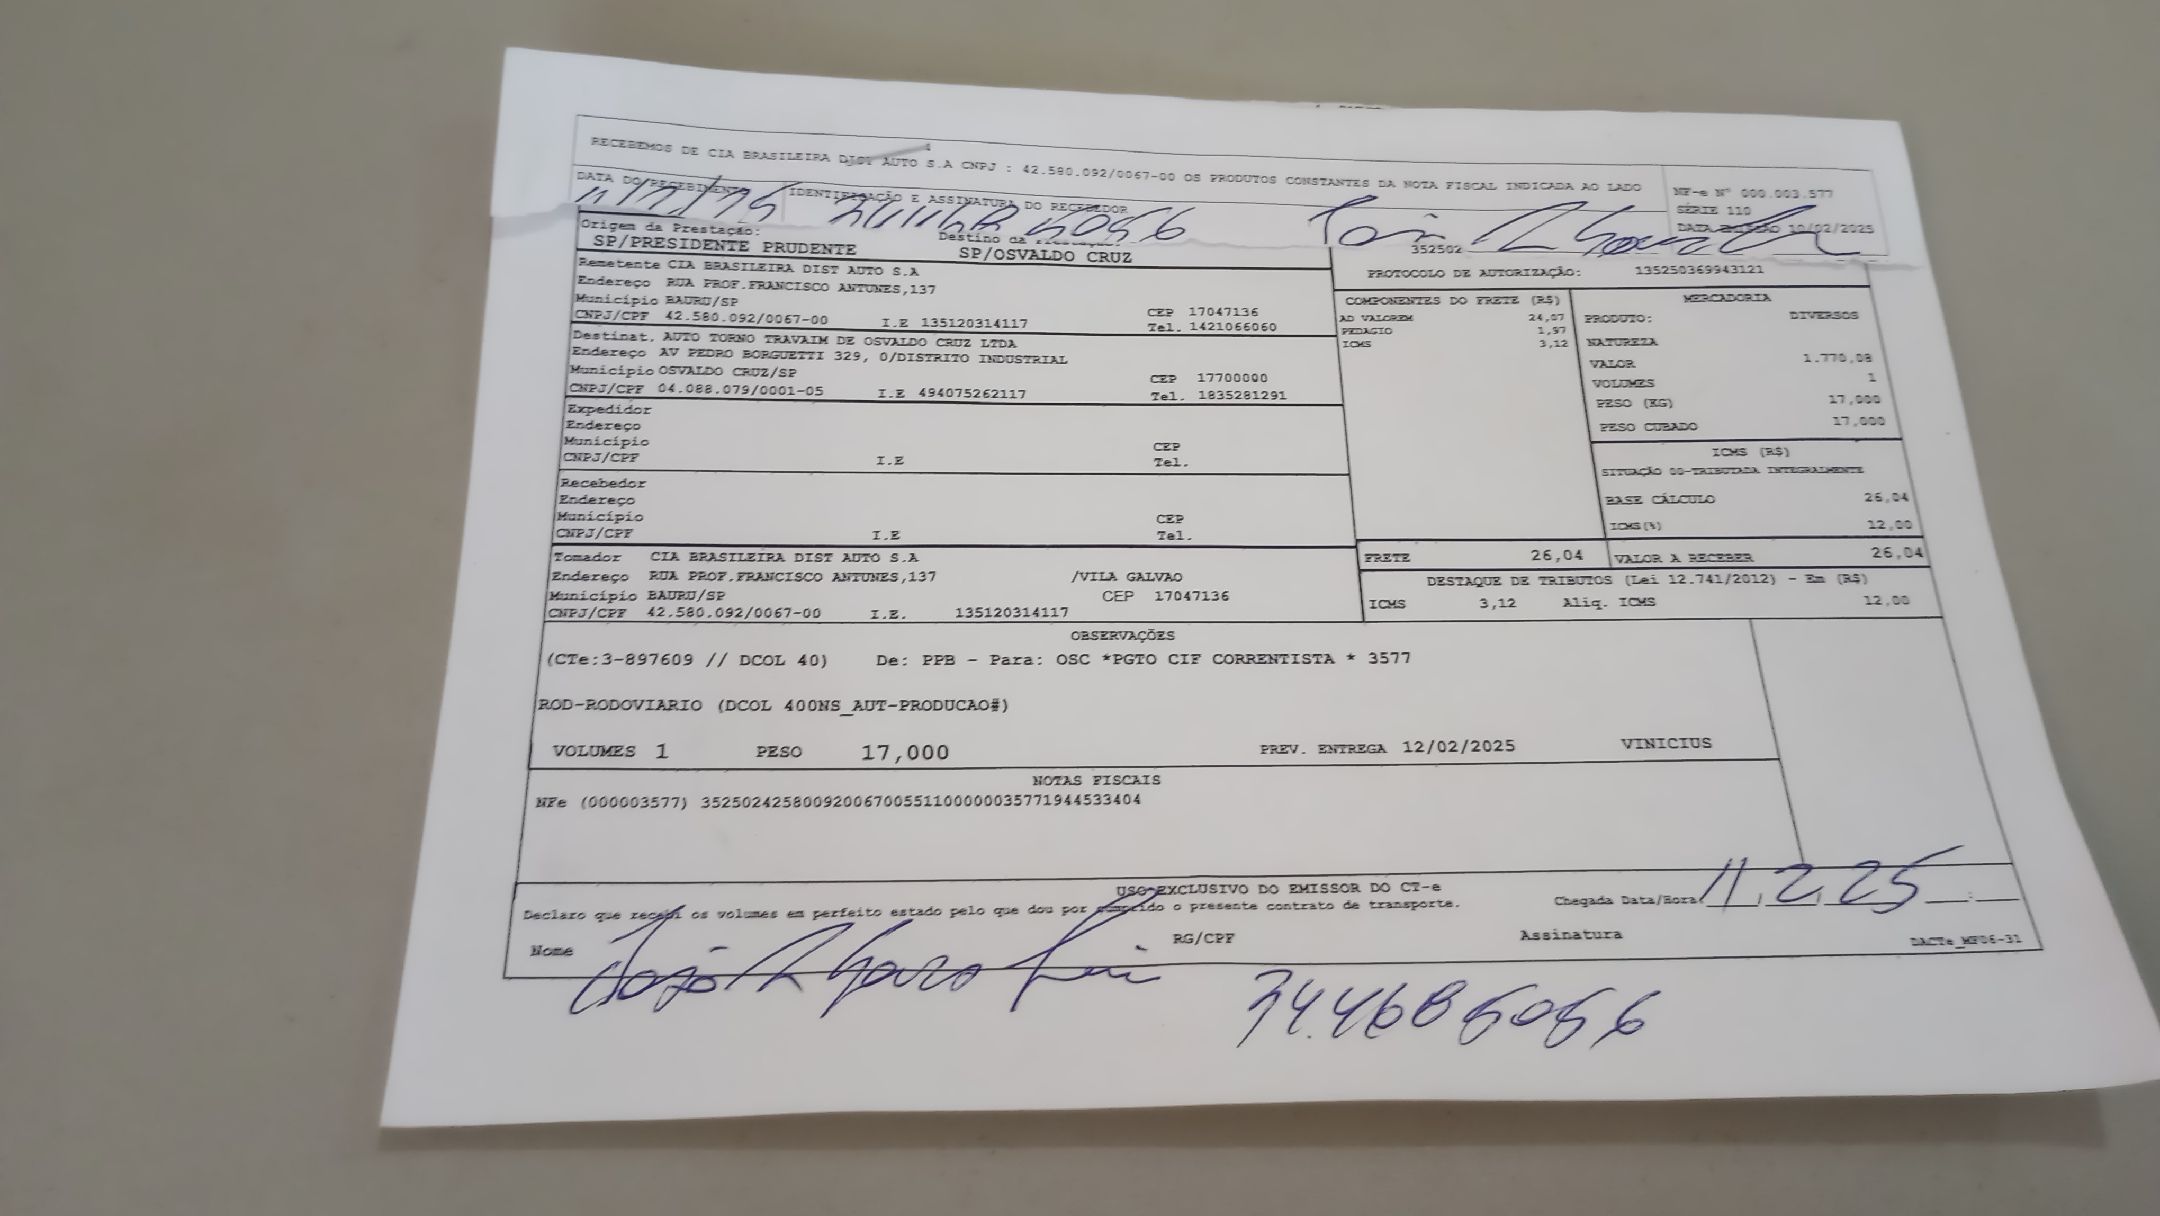 RECEBEMOS DE CIA BRASILEIRA DIST AUTO S.A CNPJ : 42.580.092/0067-00 OS PRODUTOS CONSTANTES DA NOTA FISCAL INDICADA AO LADO
NF-e Nº 000.003.577
SÉRIE 110
DATA EMISSÃO 10/02/2025
DATA DO RECEBIMENTO
IDENTIFICAÇÃO E ASSINATURA DO RECEBEDOR
Origem da Prestação:
SP/PRESIDENTE PRUDENTE
Destino da
SP/OSVALDO CRUZ
352502
PROTOCOLO DE AUTORIZAÇÃO: 135250369943121
Remetente CIA BRASILEIRA DIST AUTO S.A
Endereço RUA PROF.FRANCISCO ANTUNES,137
Município BAURU/SP CEP 17047136
CNPJ/CPF 42.580.092/0067-00 I.E 135120314117 Tel. 1421066060
Destinat. AUTO TORNO TRAVAIM DE OSVALDO CRUZ LTDA
Endereço AV PEDRO BORGUETTI 329, 0/DISTRITO INDUSTRIAL
Município OSVALDO CRUZ/SP CEP 17700000
CNPJ/CPF 04.088.079/0001-05 I.E 494075262117 Tel. 1835281291
Expedidor
Endereço
Município CEP
CNPJ/CPF I.E Tel.
Recebedor
Endereço
Município CEP
CNPJ/CPF I.E Tel.
Tomador CIA BRASILEIRA DIST AUTO S.A
Endereço RUA PROF.FRANCISCO ANTUNES,137 /VILA GALVAO
Município BAURU/SP CEP 17047136
CNPJ/CPF 42.580.092/0067-00 I.E. 135120314117
COMPONENTES DO FRETE (R$)
AD VALOREM 24,07
PEDAGIO 1,97
ICMS 3,12
MERCADORIA
PRODUTO: DIVERSOS
NATUREZA
VALOR 1.770,08
VOLUMES 1
PESO (KG) 17,000
PESO CUBADO 17,000
ICMS (R$)
SITUAÇÃO 00-TRIBUTADA INTEGRALMENTE
BASE CÁLCULO 26,04
ICMS(%) 12,00
FRETE 26,04 VALOR A RECEBER 26,04
DESTAQUE DE TRIBUTOS (Lei 12.741/2012) - Em (R$)
ICMS 3,12 Aliq. ICMS 12,00
OBSERVAÇÕES
(CTe:3-897609 // DCOL 40) De: PPB - Para: OSC *PGTO CIF CORRENTISTA * 3577
ROD-RODOVIARIO (DCOL 400NS_AUT-PRODUCAO#)
VOLUMES 1 PESO 17,000 PREV. ENTREGA 12/02/2025 VINICIUS
NOTAS FISCAIS
NFe (000003577) 35250242580092006700551100000035771944533404
USO EXCLUSIVO DO EMISSOR DO CT-e
Declaro que recebi os volumes em perfeito estado pelo que dou por cumprido o presente contrato de transporte.
Chegada Data/Hora: 11,2,25
Nome RG/CPF Assinatura DACTe_MF06-31
34.468 6056